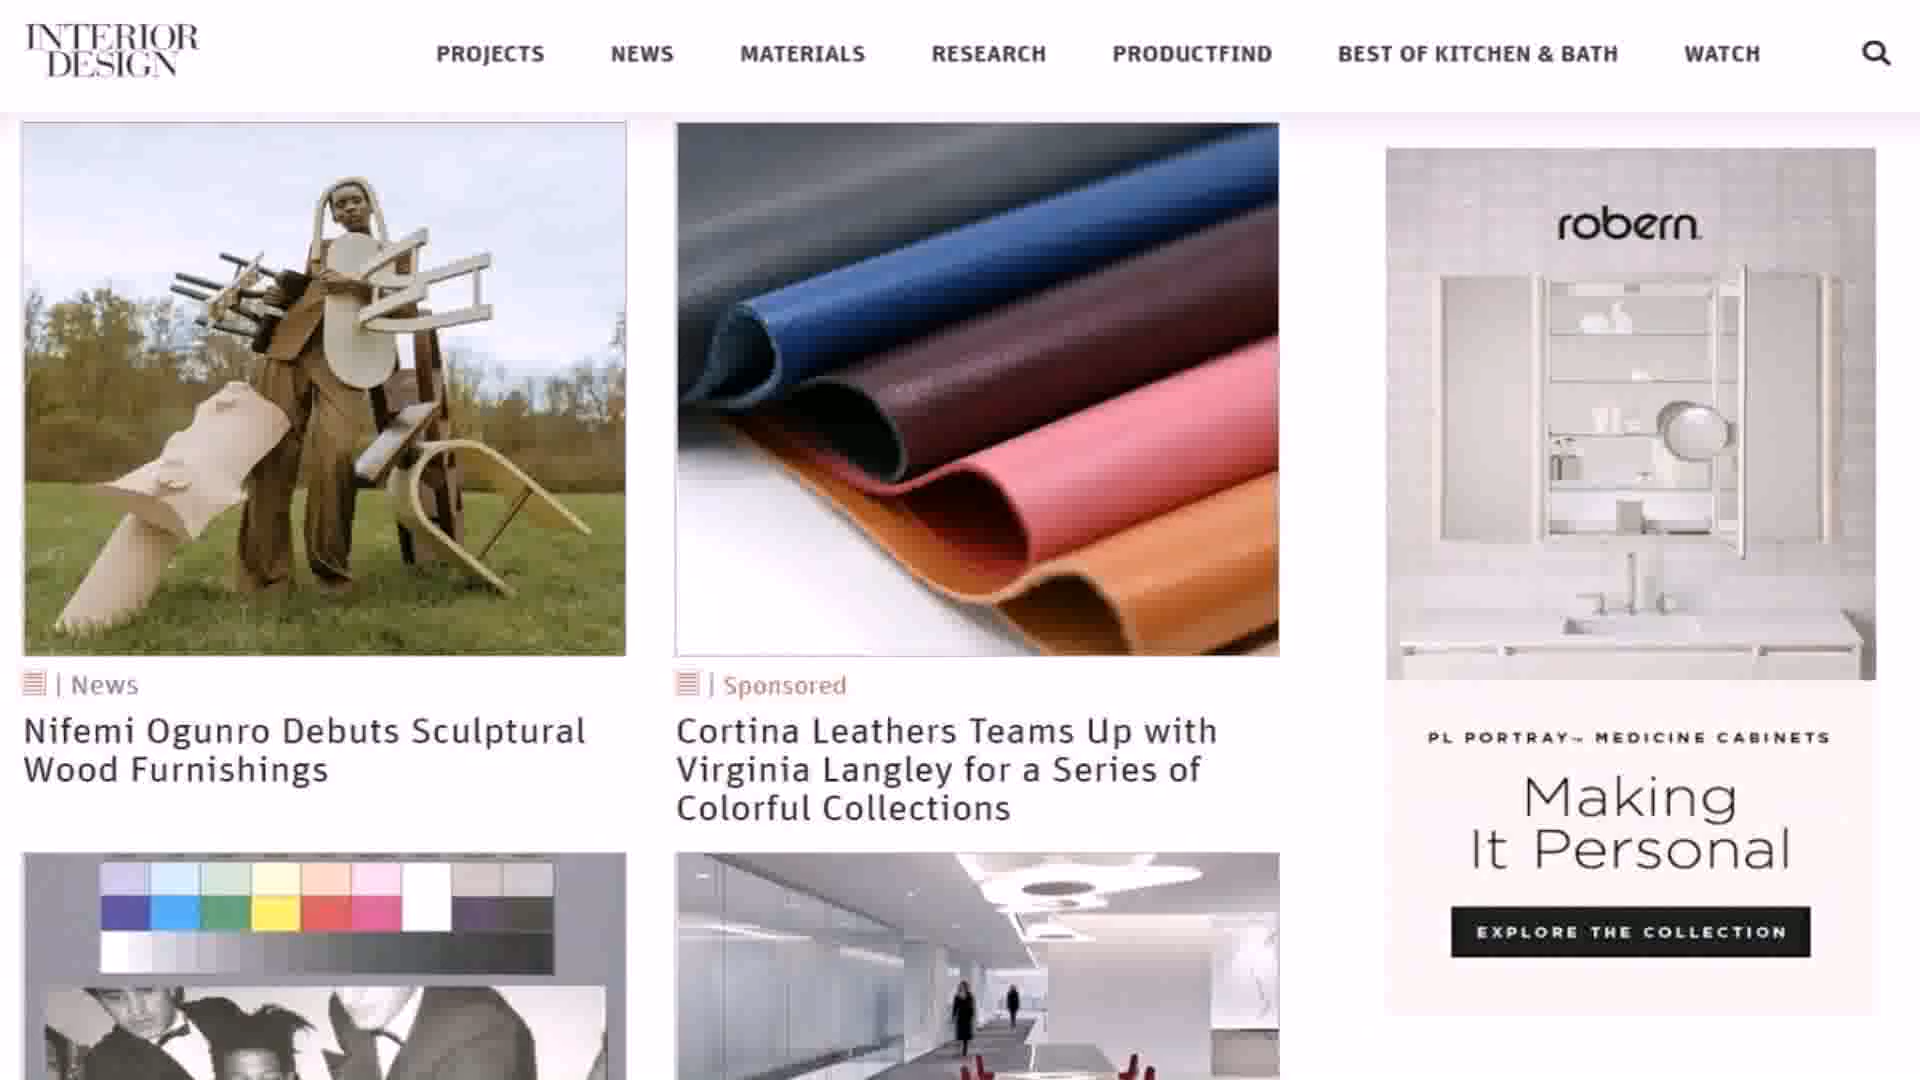 INTERIOR
DESIGN
PROJECTS
NEWS
MATERIALS
RESEARCH
PRODUCTFIND
BEST OF KITCHEN & BATH
WATCH
| News
Nifemi Ogunro Debuts Sculptural
Wood Furnishings
| Sponsored
Cortina Leathers Teams Up with
Virginia Langley for a Series of
Colorful Collections
robern
PL PORTRAY™ MEDICINE CABINETS
Making
It Personal
EXPLORE THE COLLECTION